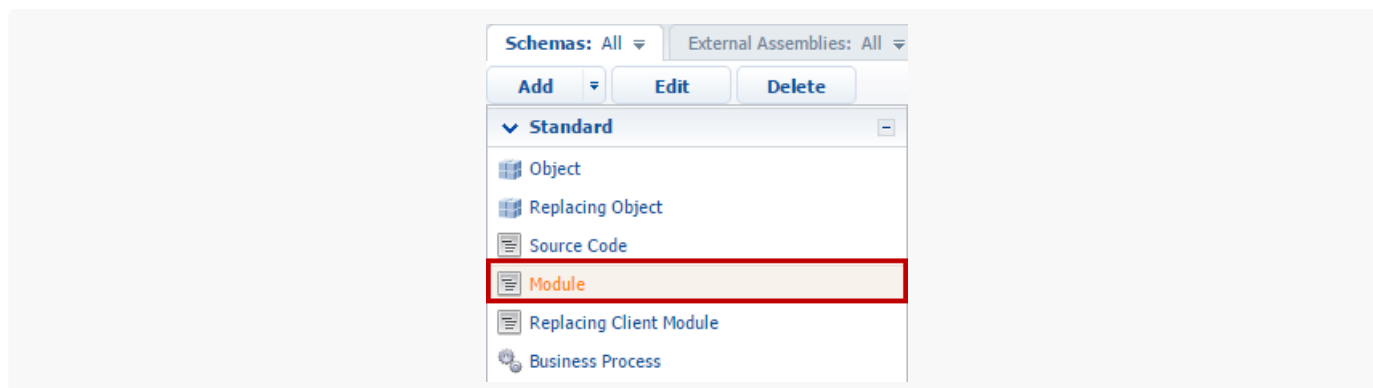 Schemas: All External Assemblies: All
Add Edit Delete
Standard
Object
Replacing Object
Source Code
Module
Replacing Client Module
Business Process